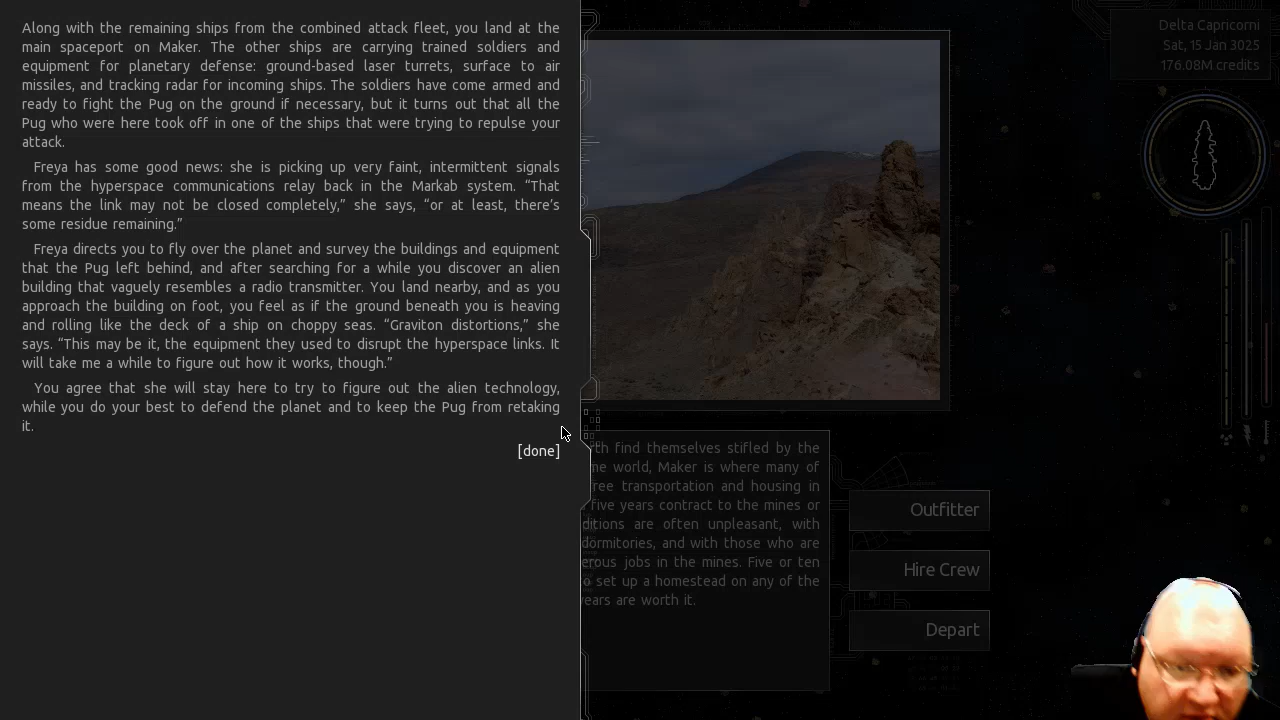 Along with the remaining ships from the combined attack fleet, you land at the
main spaceport on Maker. The other ships are carrying trained soldiers and
equipment for planetary defense: ground-based laser turrets, surface to air
missiles, and tracking radar for incoming ships. The soldiers have come armed and
ready to fight the Pug on the ground if necessary, but it turns out that all the
Pug who were here took off in one of the ships that were trying to repulse your
attack.
Freya has some good news: she is picking up very faint, intermittent signals
from the hyperspace communications relay back in the Markab system. “That
means the link may not be closed completely,” she says, “or at least, there’s
some residue remaining.”
Freya directs you to fly over the planet and survey the buildings and equipment
that the Pug left behind, and after searching for a while you discover an alien
building that vaguely resembles a radio transmitter. You land nearby, and as you
approach the building on foot, you feel as if the ground beneath you is heaving
and rolling like the deck of a ship on choppy seas. “Graviton distortions,” she
says. “This may be it, the equipment they used to disrupt the hyperspace links. It
will take me a while to figure out how it works, though.”
You agree that she will stay here to try to figure out the alien technology,
while you do your best to defend the planet and to keep the Pug from retaking
it.
[done]
Delta Capricorni
Sat, 15 Jan 3025
176.08M credits
find themselves stifled by the
world, Maker is where many of
transportation and housing in
five years contract to the mines or
are often unpleasant, with
dormitories, and with those who are
jobs in the mines. Five or ten
set up a homestead on any of the
years are worth it.
Outfitter
Hire Crew
Depart